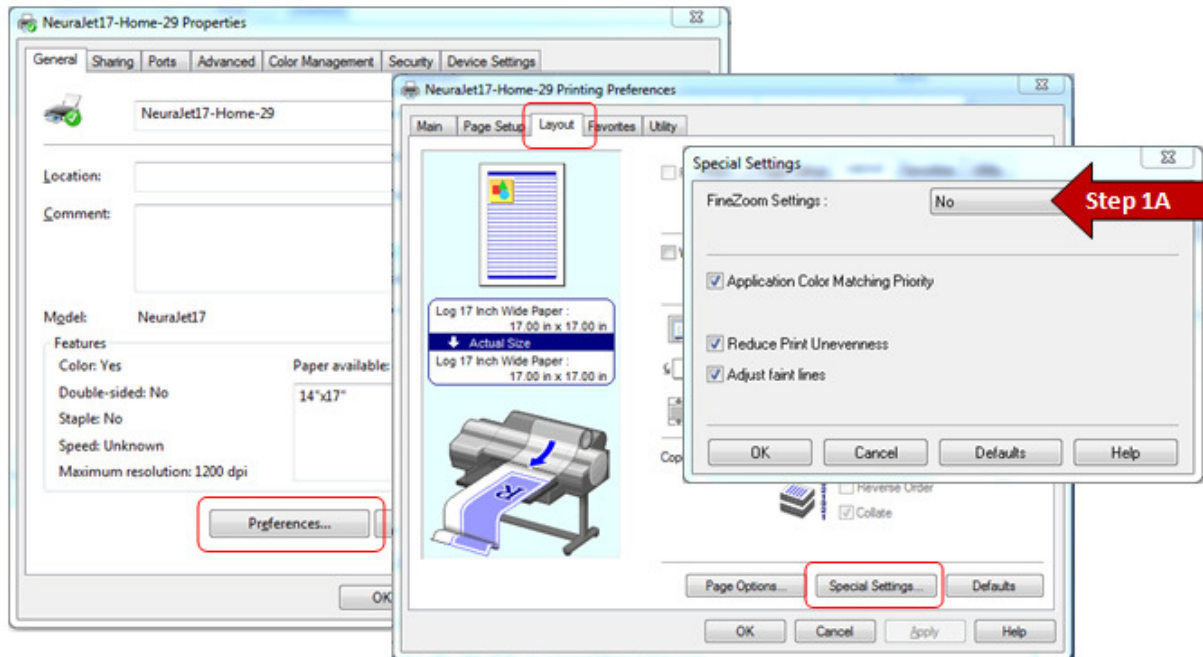 NeuraJet17-Home-29 Properties
General Sharing Ports Advanced Color Management Security Device Settings
NeuraJet17-Home-29
Location:
Comment:
Model: NeuraJet17
Features
Color: Yes
Paper available:
Double-sided: No
14"x17"
Staple: No
Speed: Unknown
Maximum resolution: 1200 dpi
Preferences...
OK
NeuraJet17-Home-29 Printing Preferences
Main Page Setup Layout Favorites Utility
Log 17 Inch Wide Paper :
17.00 in x 17.00 in
Actual Size
Log 17 Inch Wide Paper :
17.00 in x 17.00 in
Reverse Order
Collate
Page Options... Special Settings... Defaults
OK Cancel Apply Help
Special Settings
FineZoom Settings : No
Step 1A
Application Color Matching Priority
Reduce Print Unevenness
Adjust faint lines
OK Cancel Defaults Help